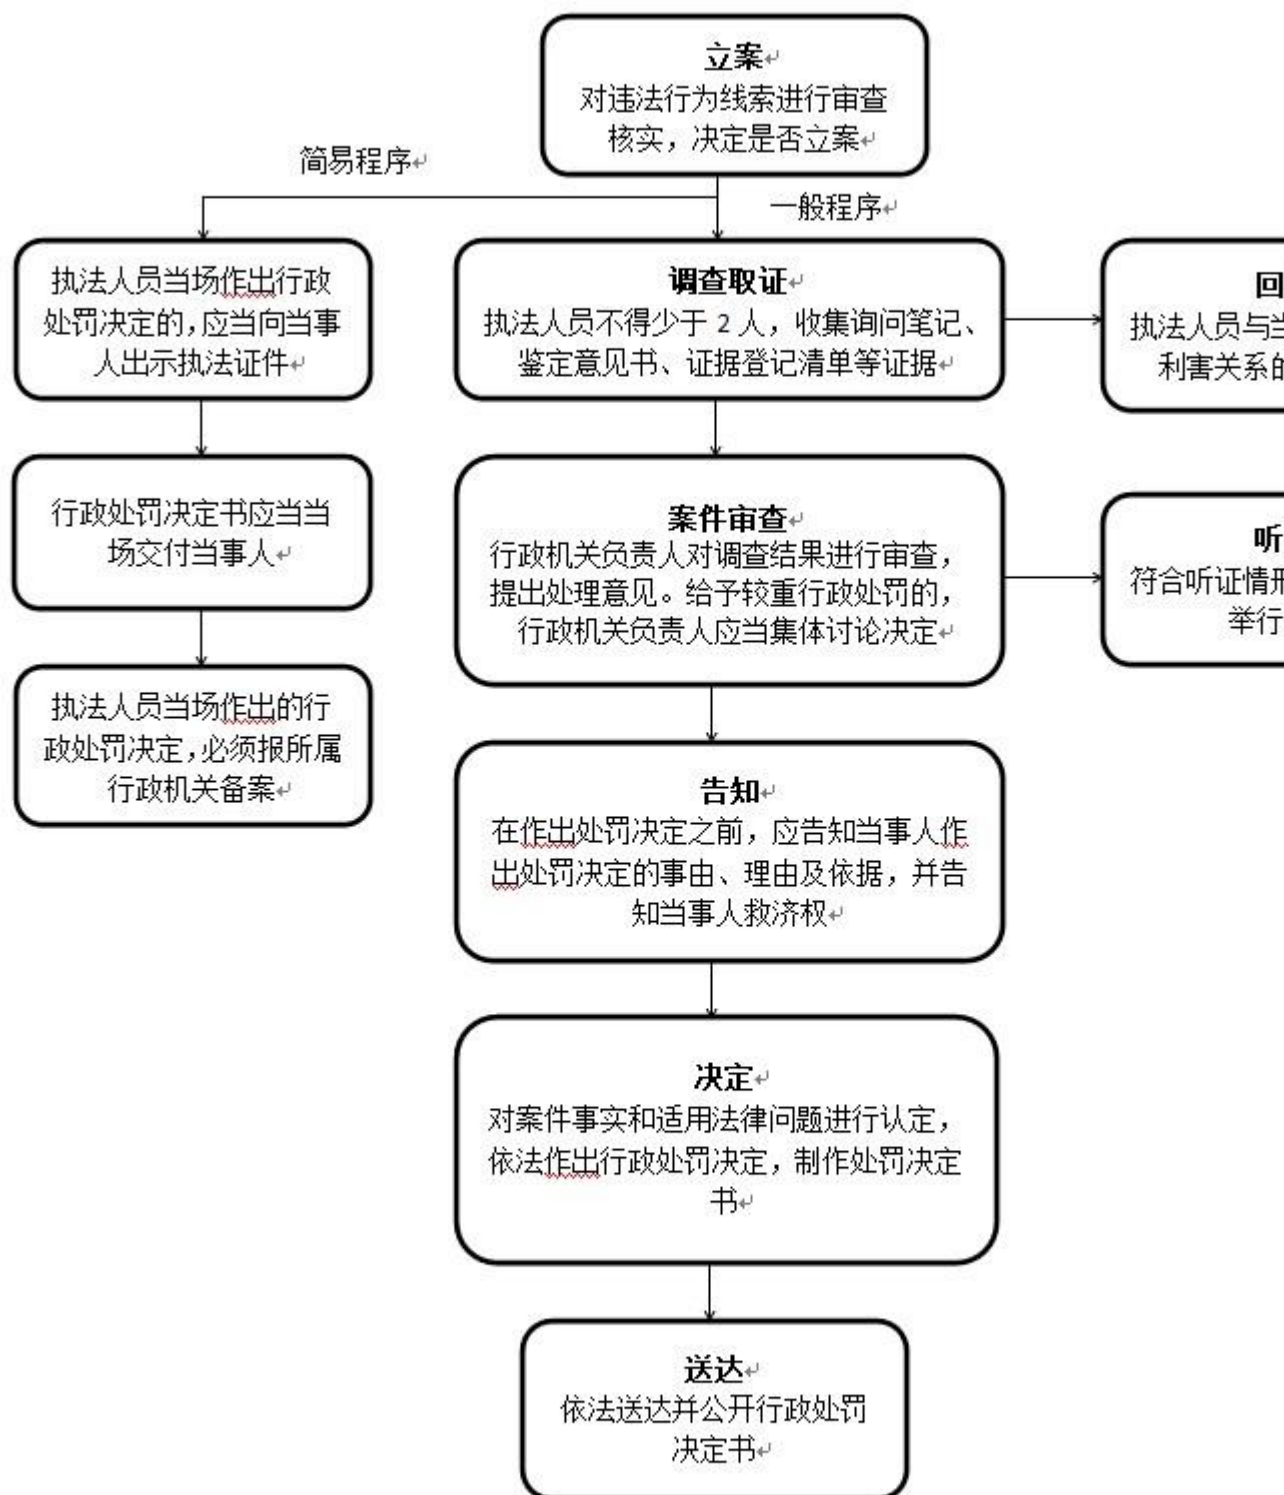 立案
对违法行为线索进行审查
核实，决定是否立案
简易程序
一般程序
执法人员当场作出行政
处罚决定的，应当向当事
人出示执法证件
调查取证
执法人员不得少于 2 人，收集询问笔记、
鉴定意见书、证据登记清单等证据
回
执法人员与当
利害关系的
行政处罚决定书应当当
场交付当事人
案件审查
行政机关负责人对调查结果进行审查，
提出处理意见。给予较重行政处罚的，
行政机关负责人应当集体讨论决定
听
符合听证情形
举行
执法人员当场作出的行
政处罚决定，必须报所属
行政机关备案
告知
在作出处罚决定之前，应告知当事人作
出处罚决定的事由、理由及依据，并告
知当事人救济权
决定
对案件事实和适用法律问题进行认定，
依法作出行政处罚决定，制作处罚决定
书
送达
依法送达并公开行政处罚
决定书